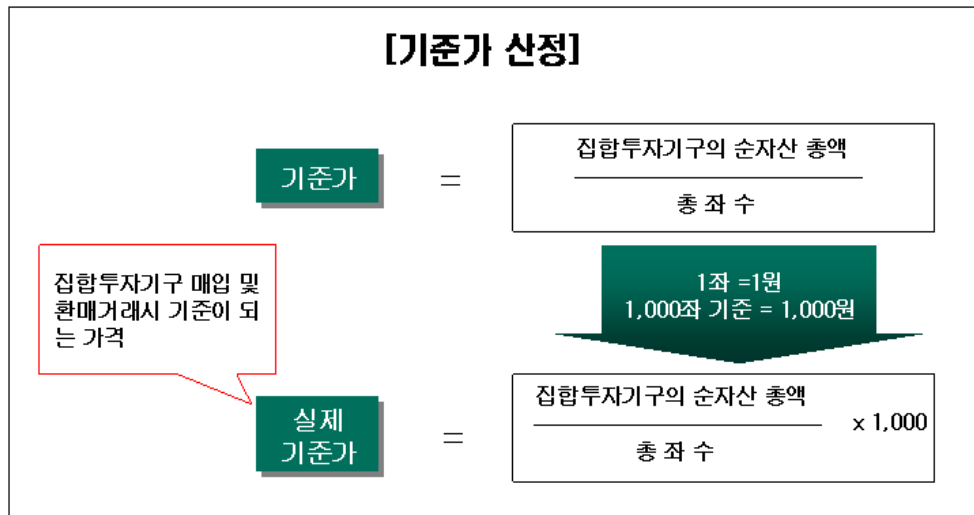 [기준가 산정]
기준가
=
집합투자기구의 순자산 총액
총 좌 수
집합투자기구 매입 및
환매거래시 기준이 되
는 가격
1좌 =1원
1,000좌 기준 = 1,000원
실제
기준가
=
집합투자기구의 순자산 총액
총 좌 수
x 1,000